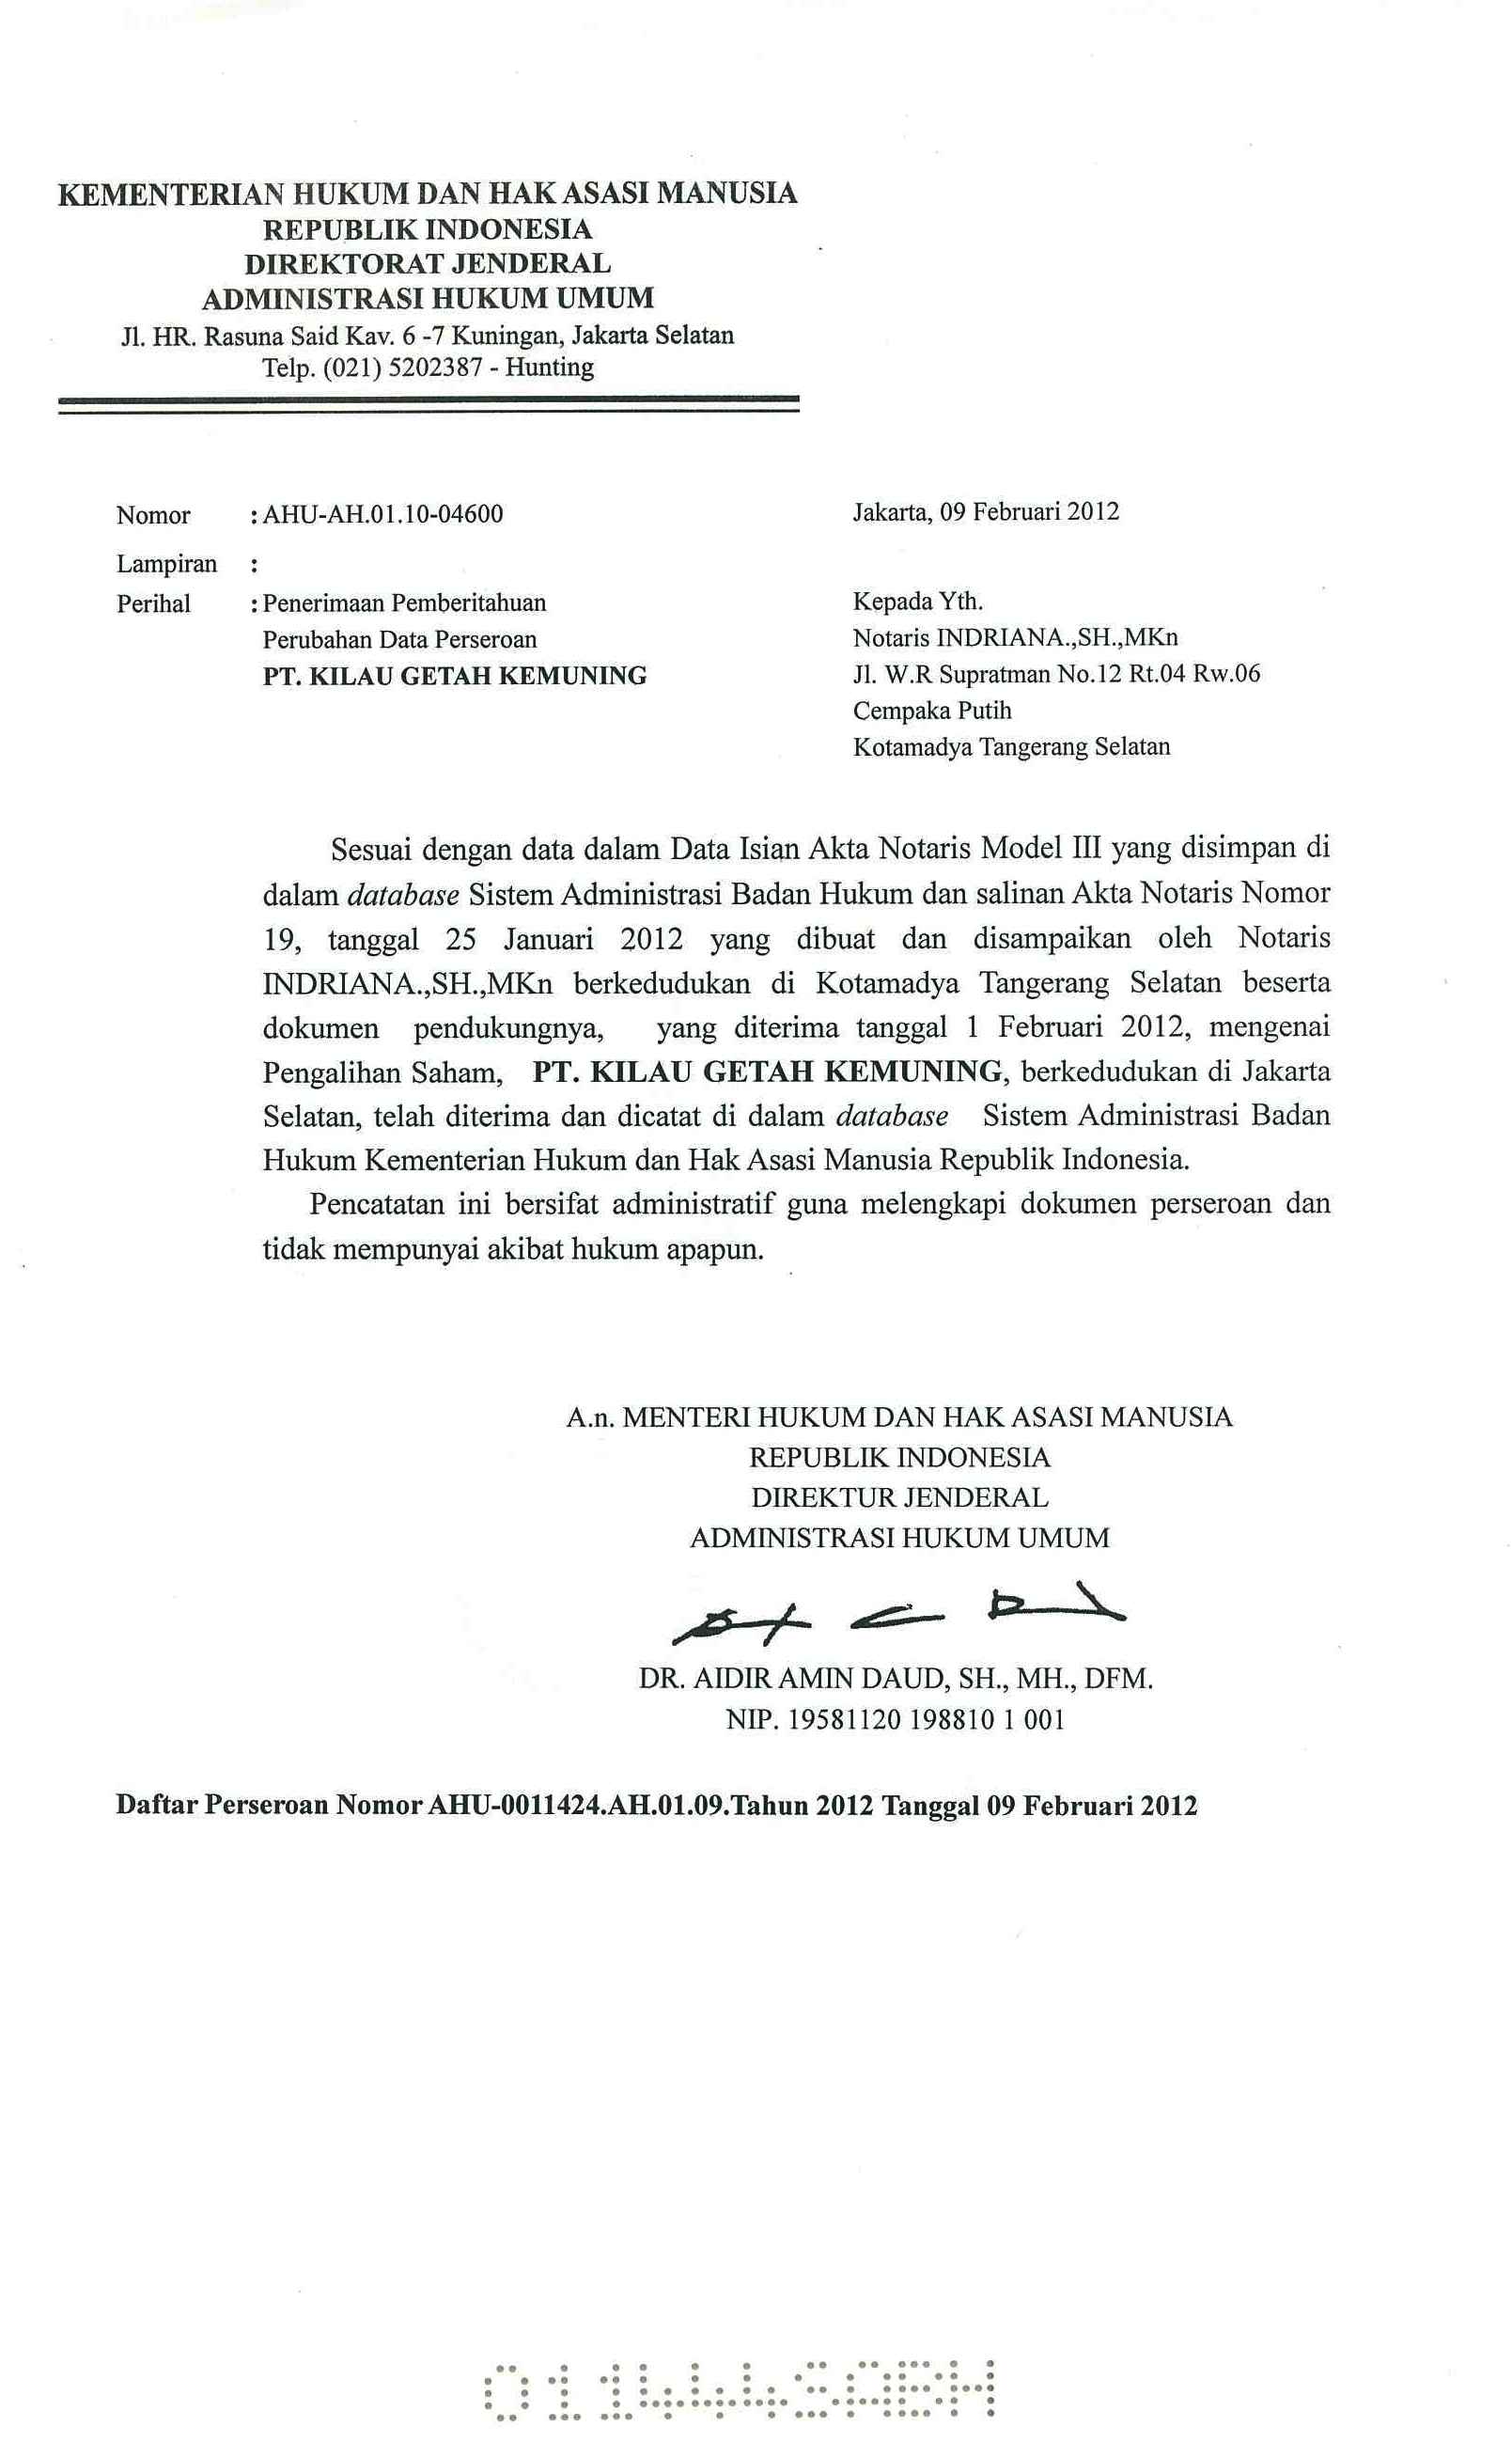 KEMENTERIAN HUKUM DAN HAK ASASI MANUSIA
REPUBLIK INDONESIA
DIREKTORAT JENDERAL
ADMINISTRASI HUKUM UMUM
Jl. HR. Rasuna Said Kav. 6 -7 Kuningan, Jakarta Selatan
Telp. (021) 5202387 - Hunting
Nomor : AHU-AH.01.10-04600
Jakarta, 09 Februari 2012
Lampiran :
Perihal : Penerimaan Pemberitahuan
Perubahan Data Perseroan
PT. KILAU GETAH KEMUNING
Kepada Yth.
Notaris INDRIANA.,SH.,MKn
Jl. W.R Supratman No.12 Rt.04 Rw.06
Cempaka Putih
Kotamadya Tangerang Selatan
Sesuai dengan data dalam Data Isian Akta Notaris Model III yang disimpan di
dalam database Sistem Administrasi Badan Hukum dan salinan Akta Notaris Nomor
19, tanggal 25 Januari 2012 yang dibuat dan disampaikan oleh Notaris
INDRIANA.,SH.,MKn berkedudukan di Kotamadya Tangerang Selatan beserta
dokumen pendukungnya, yang diterima tanggal 1 Februari 2012, mengenai
Pengalihan Saham, PT. KILAU GETAH KEMUNING, berkedudukan di Jakarta
Selatan, telah diterima dan dicatat di dalam database Sistem Administrasi Badan
Hukum Kementerian Hukum dan Hak Asasi Manusia Republik Indonesia.
Pencatatan ini bersifat administratif guna melengkapi dokumen perseroan dan
tidak mempunyai akibat hukum apapun.
A.n. MENTERI HUKUM DAN HAK ASASI MANUSIA
REPUBLIK INDONESIA
DIREKTUR JENDERAL
ADMINISTRASI HUKUM UMUM
DR. AIDIR AMIN DAUD, SH., MH., DFM.
NIP. 19581120 198810 1 001
Daftar Perseroan Nomor AHU-0011424.AH.01.09.Tahun 2012 Tanggal 09 Februari 2012
011444SABH